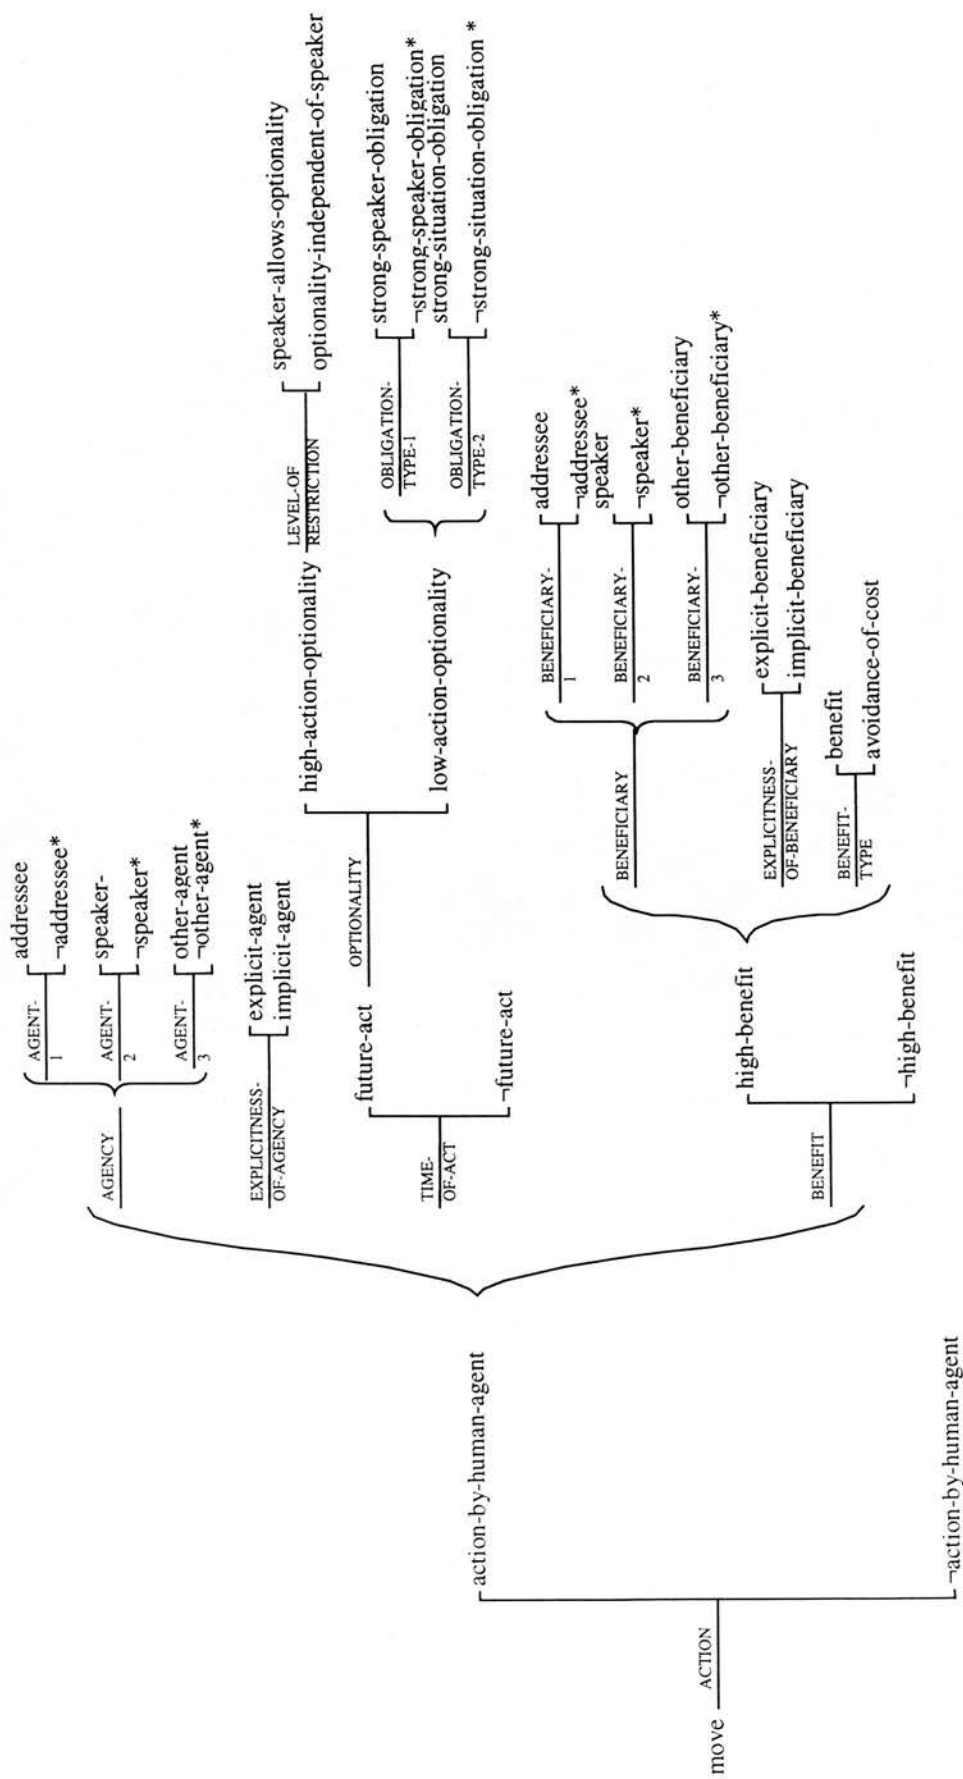 move
ACTION
action-by-human-agent
¬action-by-human-agent
AGENCY
AGENT-
1
addressee
¬addressee*
AGENT-
2
speaker-
¬speaker*
AGENT-
3
other-agent
¬other-agent*
EXPLICITNESS-
OF-AGENCY
explicit-agent
implicit-agent
TIME-
OF-ACT
future-act
¬future-act
OPTIONALITY
high-action-optionality
low-action-optionality
LEVEL-OF
RESTRICTION
speaker-allows-optionality
optionality-independent-of-speaker
OBLIGATION-
TYPE-1
strong-speaker-obligation
¬strong-speaker-obligation*
OBLIGATION-
TYPE-2
strong-situation-obligation
¬strong-situation-obligation *
BENEFIT
high-benefit
¬high-benefit
BENEFICIARY
BENEFICIARY-
1
addressee
¬addressee*
BENEFICIARY-
2
speaker
¬speaker*
BENEFICIARY-
3
other-beneficiary
¬other-beneficiary*
EXPLICITNESS-
OF-BENEFICIARY
explicit-beneficiary
implicit-beneficiary
BENEFIT-
TYPE
benefit
avoidance-of-cost